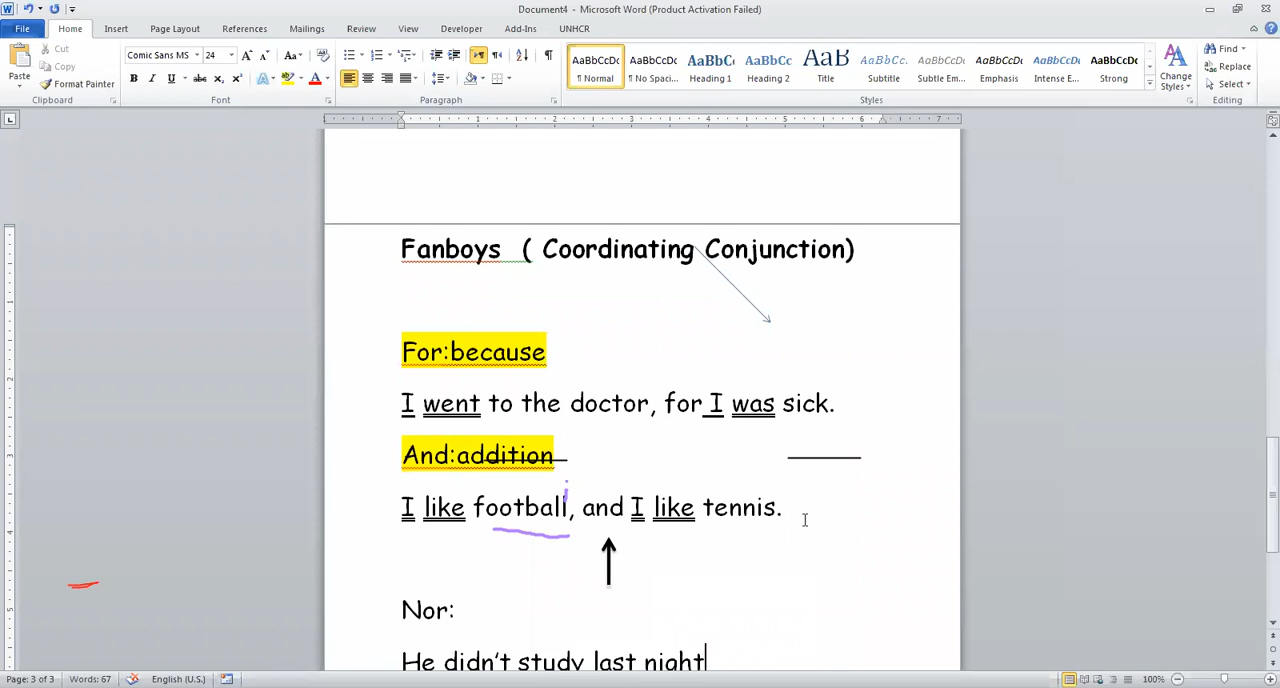 Document4 - Microsoft Word (Product Activation Failed)
File Home Insert Page Layout References Mailings Review View Developer Add-Ins UNHCR
Paste
Cut
Copy
Format Painter
Clipboard
Comic Sans MS 24
Font
Paragraph
AaBbCcDc AaBbCcDc AaBbC AaBbCc AaB AaBbCc. AaBbCcDc AaBbCcDc AaBbCcDc AaBbCcDc
¶ Normal ¶ No Spaci... Heading 1 Heading 2 Title Subtitle Subtle Em... Emphasis Intense E... Strong
Change Styles
Styles
Find
Replace
Select
Editing
Fanboys ( Coordinating Conjunction)
For:because
I went to the doctor, for I was sick.
And:addition
I like football, and I like tennis.
Nor:
He didn't study last night
Page: 3 of 3 Words: 67 English (U.S.) 100%